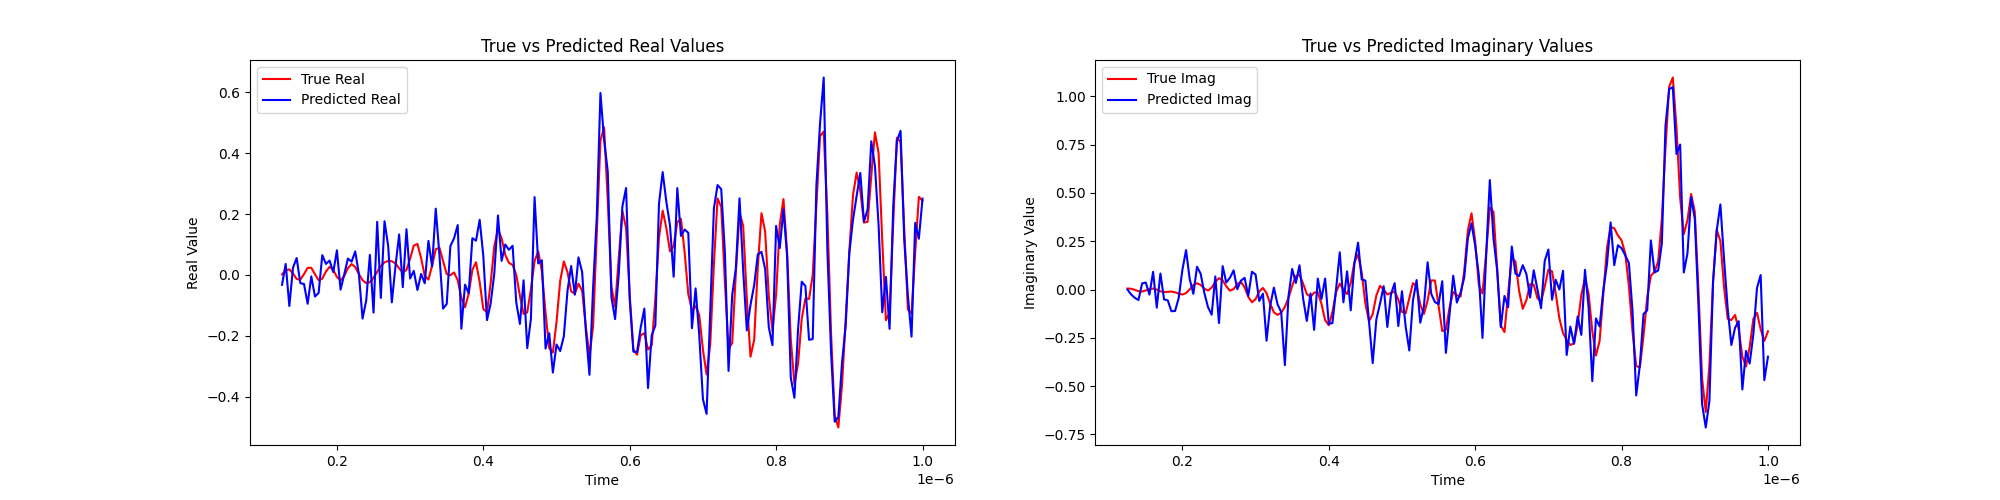 True vs Predicted Real Values
True Real
Predicted Real
Real Value
0.6
0.4
0.2
0.0
−0.2
−0.4
0.2
0.4
0.6
0.8
1.0
1e−6
Time
True vs Predicted Imaginary Values
True Imag
Predicted Imag
Imaginary Value
1.00
0.75
0.50
0.25
0.00
−0.25
−0.50
−0.75
0.2
0.4
0.6
0.8
1.0
1e−6
Time